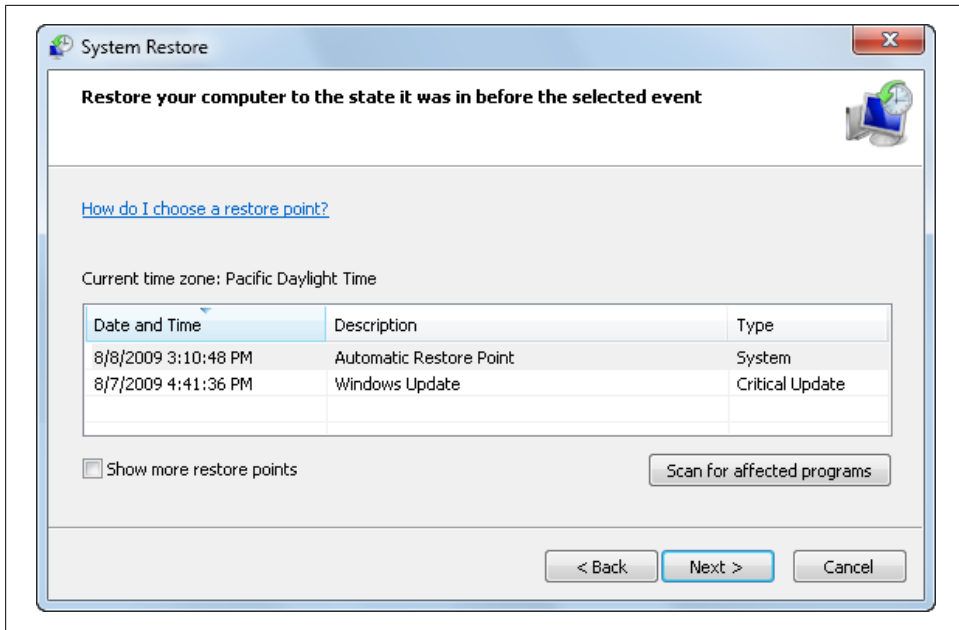 System Restore
Restore your computer to the state it was in before the selected event
How do I choose a restore point?
Current time zone: Pacific Daylight Time
Date and Time Description Type
8/8/2009 3:10:48 PM Automatic Restore Point System
8/7/2009 4:41:36 PM Windows Update Critical Update
Show more restore points Scan for affected programs
< Back Next > Cancel